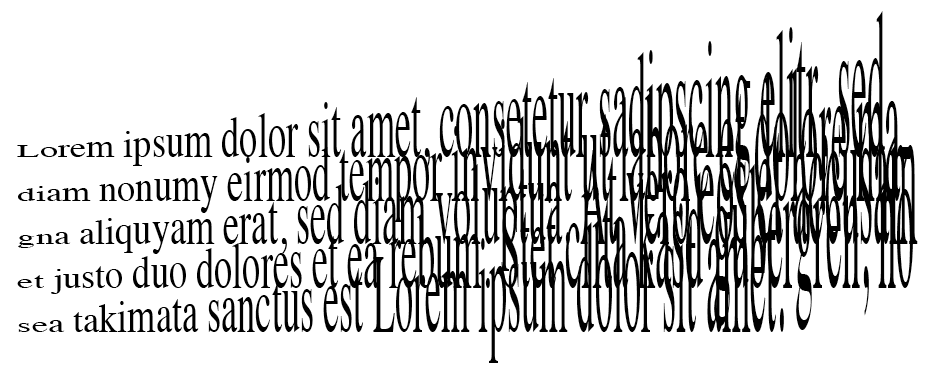 Lorem ipsum dolor sit amet, consetetur sadipscing elitr, sed
diam nonumy eirmod tempor invidunt ut labore et dolore ma
gna aliquyam erat, sed diam voluptua. At vero eos et accusam
et justo duo dolores et ea rebum. Stet clita kasd gubergren, no
sea takimata sanctus est Lorem ipsum dolor sit amet.